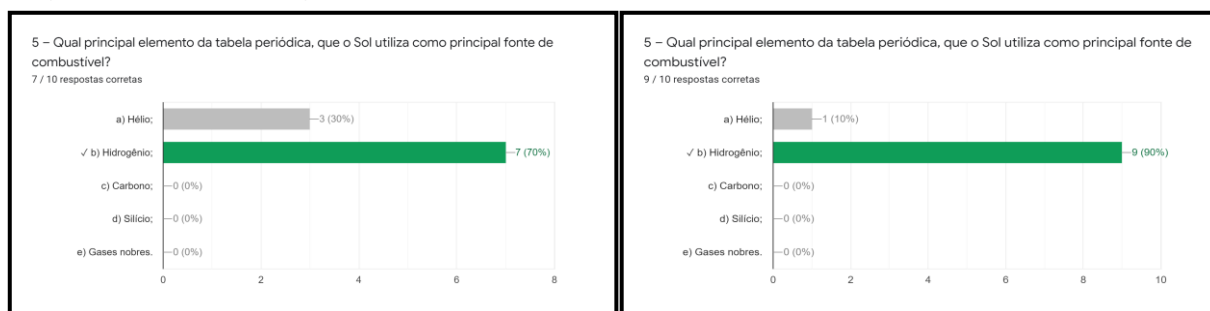 5 – Qual principal elemento da tabela periódica, que o Sol utiliza como principal fonte de
combustível?
7 / 10 respostas corretas
a) Hélio;
3 (30%)
✓ b) Hidrogênio;
7 (70%)
c) Carbono;
0 (0%)
d) Silício;
0 (0%)
e) Gases nobres.
0 (0%)
0 2 4 6 8
5 – Qual principal elemento da tabela periódica, que o Sol utiliza como principal fonte de
combustível?
9 / 10 respostas corretas
a) Hélio;
1 (10%)
✓ b) Hidrogênio;
9 (90%)
c) Carbono;
0 (0%)
d) Silício;
0 (0%)
e) Gases nobres.
0 (0%)
0 2 4 6 8 10